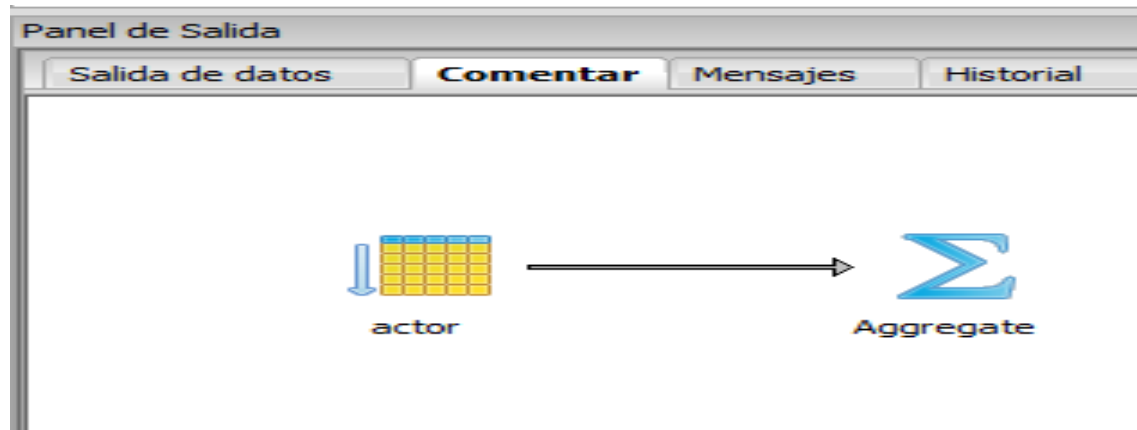 Panel de Salida
Salida de datos Comentar Mensajes Historial
actor Aggregate